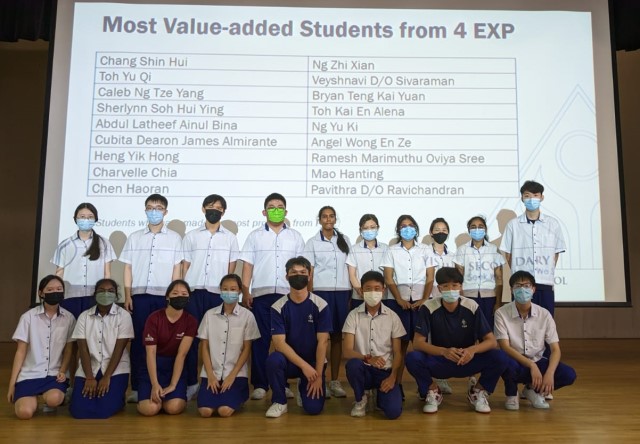 Most Value-added Students from 4 EXP
Chang Shin Hui Ng Zhi Xian
Toh Yu Qi Veyshnavi D/O Sivaraman
Caleb Ng Tze Yang Bryan Teng Kai Yuan
Sherlynn Soh Hui Ying Toh Kai En Alena
Abdul Latheef Ainul Bina Ng Yu Ki
Cubita Dearon James Almirante Angel Wong En Ze
Heng Yik Hong Ramesh Marimuthu Oviya Sree
Charvelle Chia Mao Hanting
Chen Haoran Pavithra D/O Ravichandran
Students from
DARY